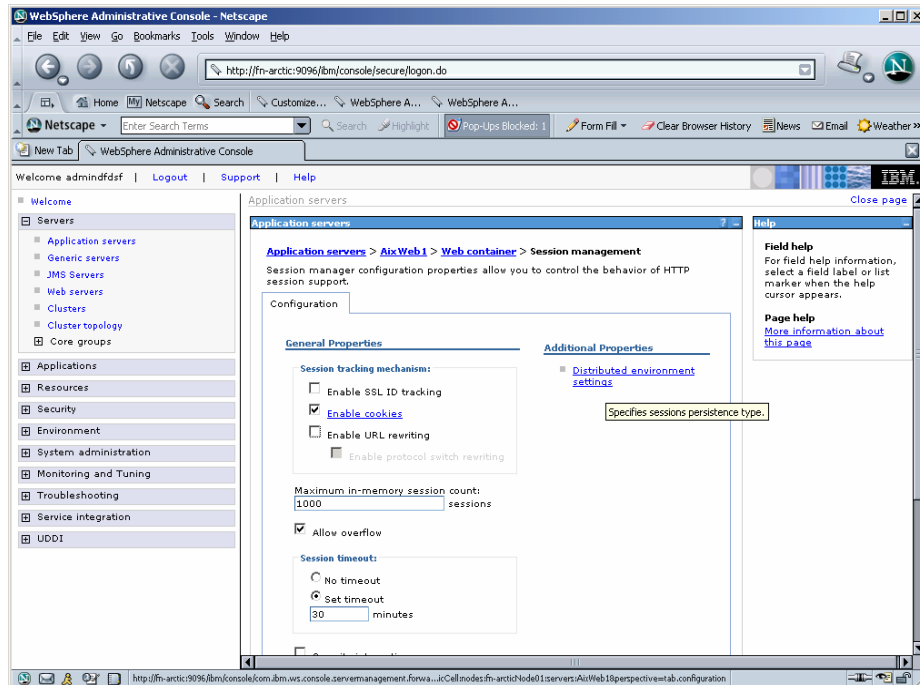 WebSphere Administrative Console - Netscape
File Edit View Go Bookmarks Tools Window Help
http://fn-arctic:9096/ibm/console/secure/logon.do
Home My Netscape Search Customize... WebSphere A... WebSphere A...
Netscape Enter Search Terms Search Highlight Pop-Ups Blocked: 1 Form Fill Clear Browser History News Email Weather
New Tab WebSphere Administrative Console
Welcome admindfdsf | Logout | Support | Help IBM.
Welcome
Servers
Application servers
Generic servers
JMS Servers
Web servers
Clusters
Cluster topology
Core groups
Applications
Resources
Security
Environment
System administration
Monitoring and Tuning
Troubleshooting
Service integration
UDDI
Application servers Close page
Application servers ? -
Application servers > AixWeb1 > Web container > Session management
Session manager configuration properties allow you to control the behavior of HTTP
session support.
Configuration
General Properties
Session tracking mechanism:
Enable SSL ID tracking
Enable cookies
Enable URL rewriting
Enable protocol switch rewriting
Maximum in-memory session count:
1000 sessions
Allow overflow
Session timeout:
No timeout
Set timeout
30 minutes
Additional Properties
Distributed environment
settings
Specifies sessions persistence type.
Help
Field help
For field help information,
select a field label or list
marker when the help
cursor appears.
Page help
More information about
this page
http://fn-arctic:9096/ibm/console/com.ibm.ws.console.servermanagement.forwa...icCell:nodes:fn-arcticNode01:servers:AixWeb1&perspective=tab.configuration